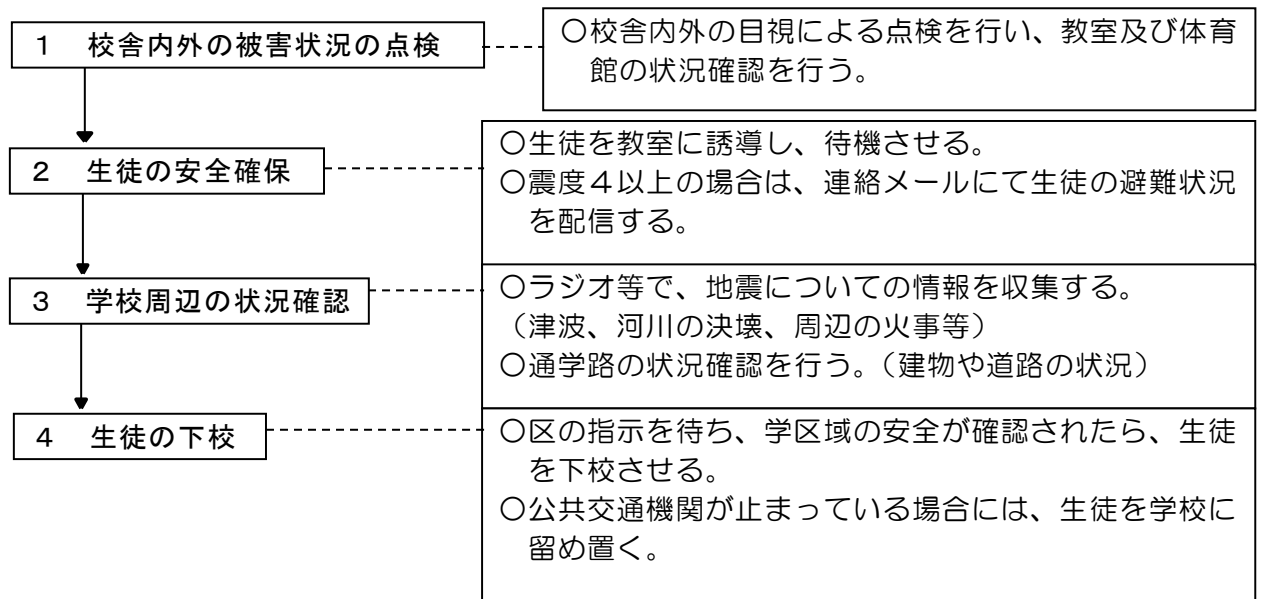 １　校舎内外の被害状況の点検
〇校舎内外の目視による点検を行い、教室及び体育
館の状況確認を行う。
２　生徒の安全確保
〇生徒を教室に誘導し、待機させる。
〇震度４以上の場合は、連絡メールにて生徒の避難状況
を配信する。
３　学校周辺の状況確認
〇ラジオ等で、地震についての情報を収集する。
（津波、河川の決壊、周辺の火事等）
〇通学路の状況確認を行う。（建物や道路の状況）
４　生徒の下校
〇区の指示を待ち、学区域の安全が確認されたら、生徒
を下校させる。
〇公共交通機関が止まっている場合には、生徒を学校に
留め置く。